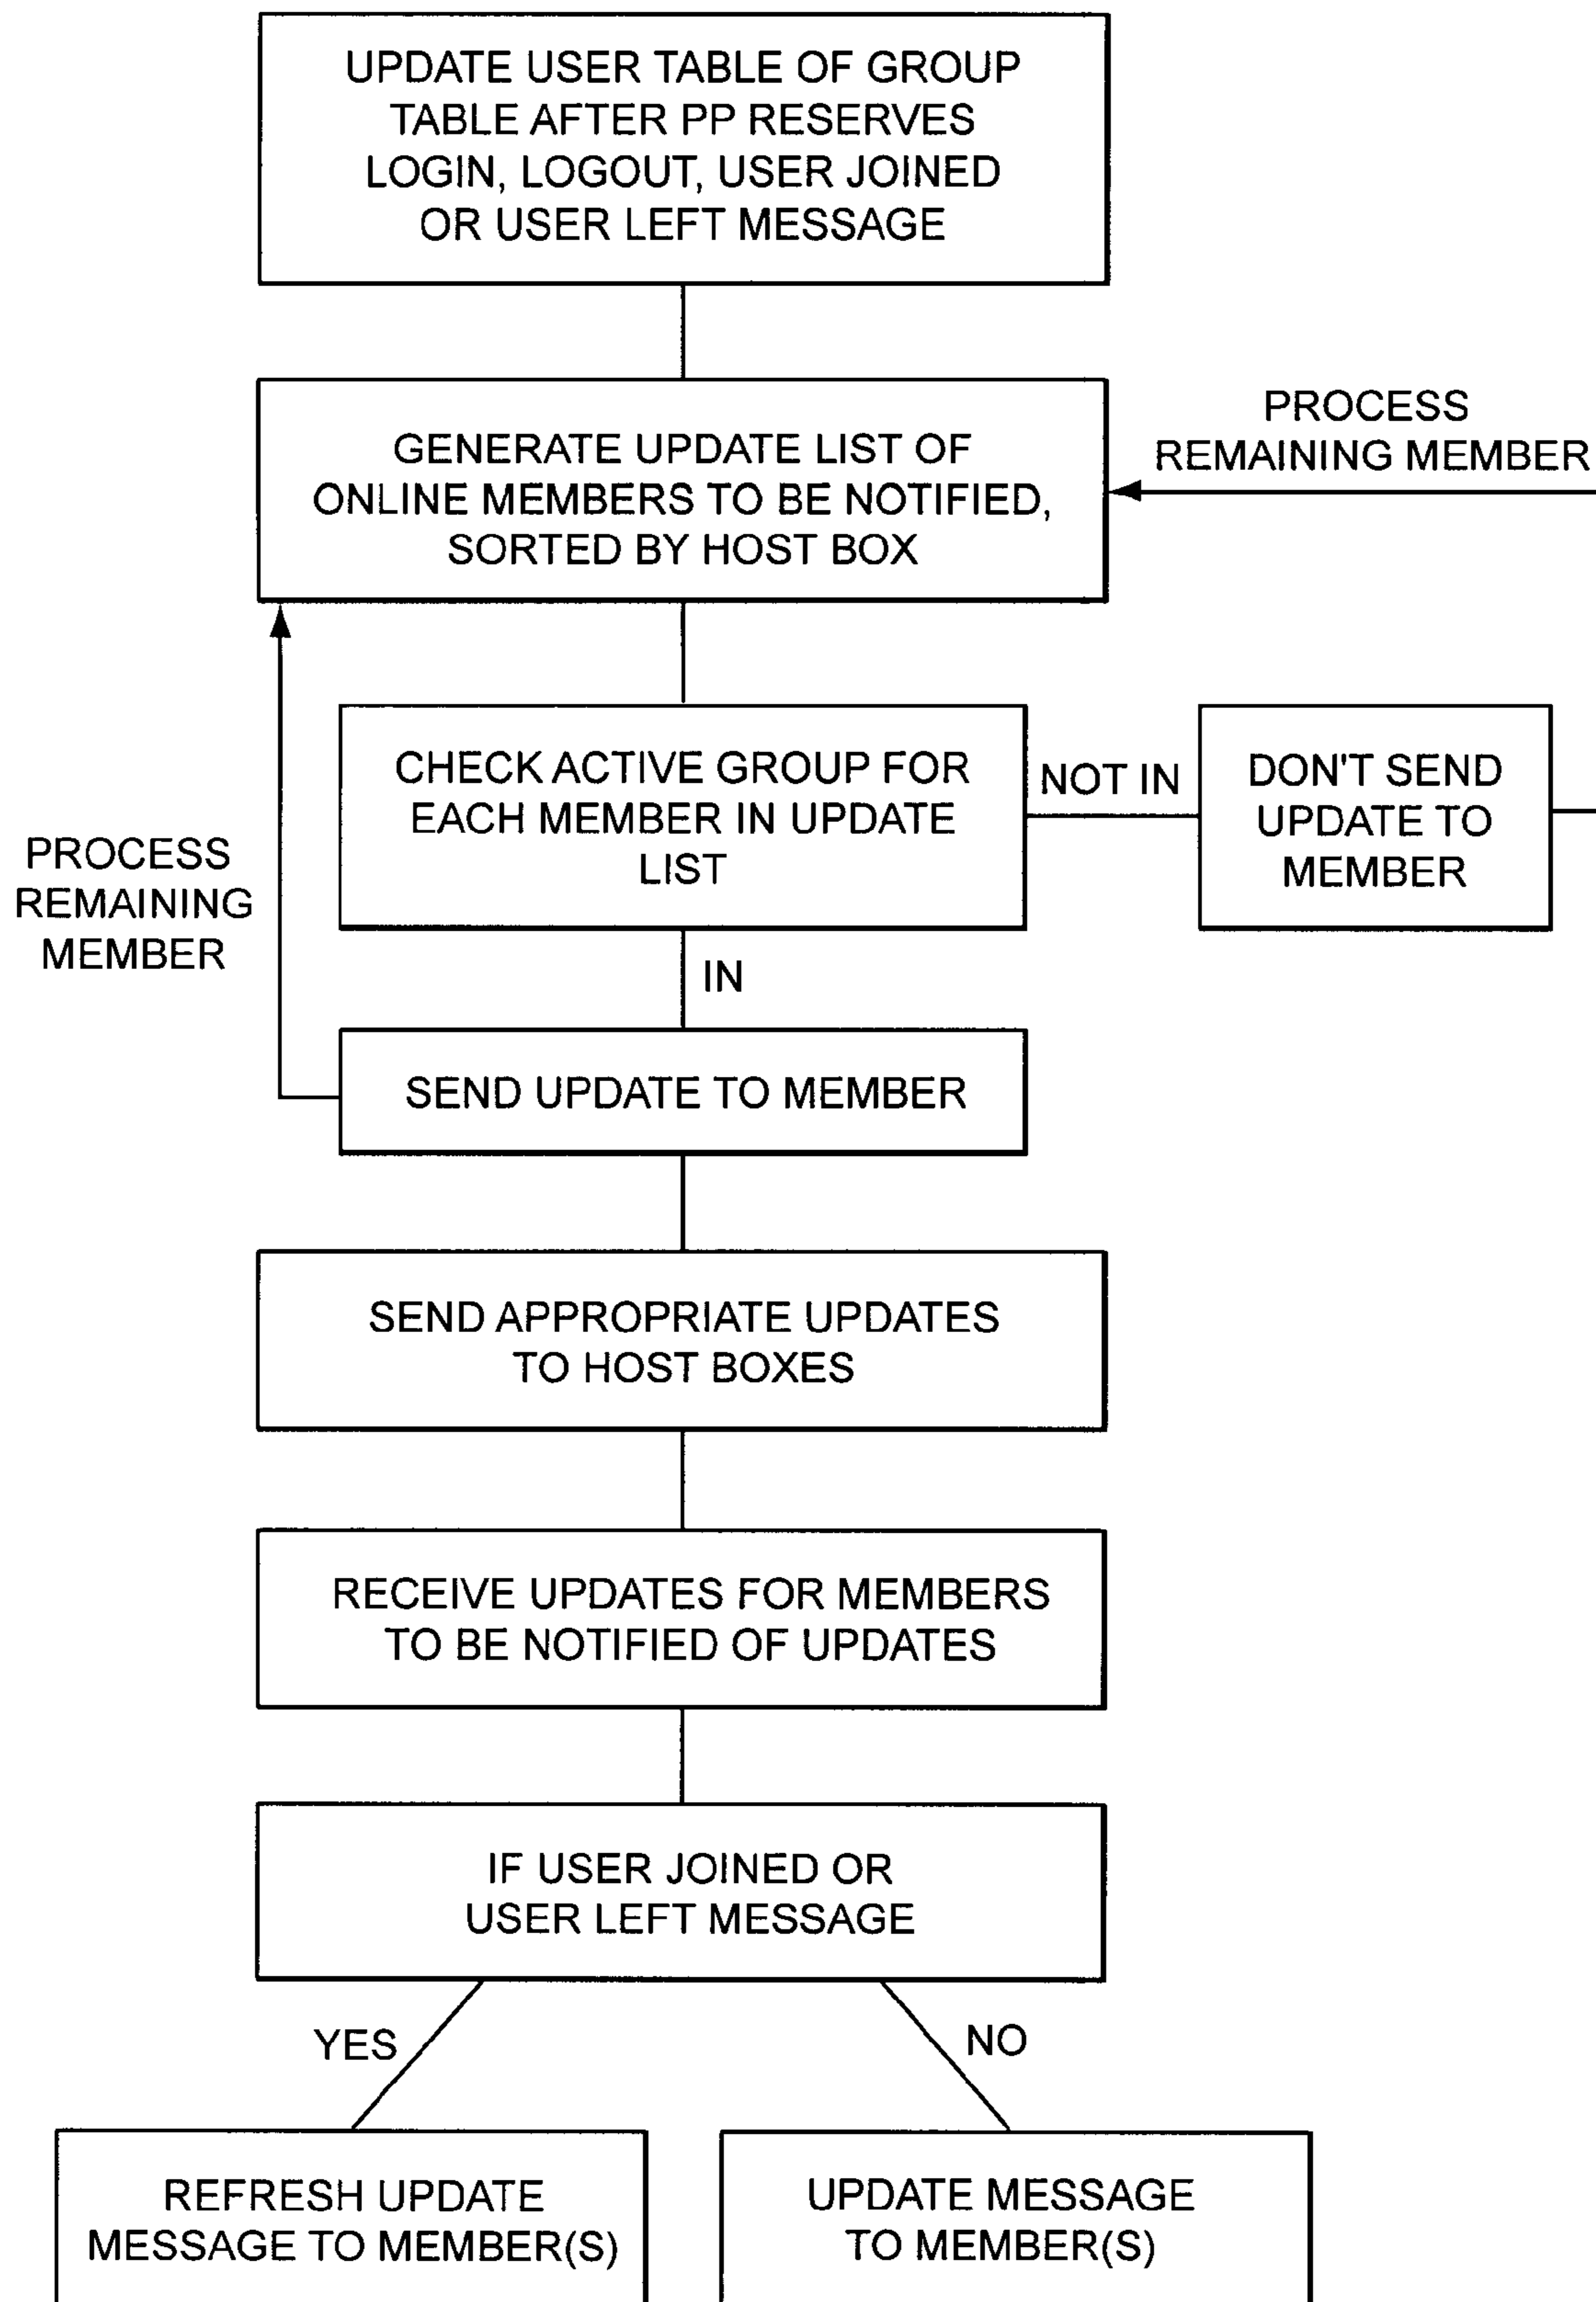 UPDATE USER TABLE OF GROUP
TABLE AFTER PP RESERVES
LOGIN, LOGOUT, USER JOINED
OR USER LEFT MESSAGE
PROCESS
REMAINING MEMBER
GENERATE UPDATE LIST OF
ONLINE MEMBERS TO BE NOTIFIED,
SORTED BY HOST BOX
CHECK ACTIVE GROUP FOR
EACH MEMBER IN UPDATE
LIST
NOT IN
DON'T SEND
UPDATE TO
MEMBER
PROCESS
REMAINING
MEMBER
IN
SEND UPDATE TO MEMBER
SEND APPROPRIATE UPDATES
TO HOST BOXES
RECEIVE UPDATES FOR MEMBERS
TO BE NOTIFIED OF UPDATES
IF USER JOINED OR
USER LEFT MESSAGE
YES
NO
REFRESH UPDATE
MESSAGE TO MEMBER(S)
UPDATE MESSAGE
TO MEMBER(S)